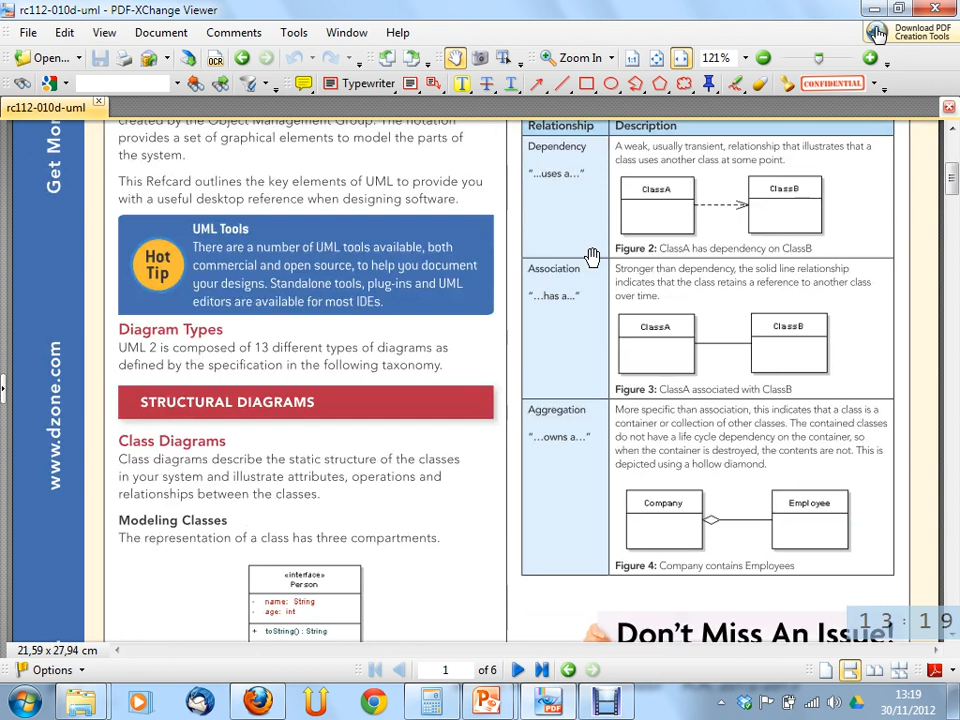 rc112-010d-uml - PDF-XChange Viewer
File Edit View Document Comments Tools Window Help
Download PDF
Creation Tools
Open... OCR Zoom In 121%
Typewriter CONFIDENTIAL
rc112-010d-uml
Get Mor
www.dzone.com
created by the Object Management Group. The notation
provides a set of graphical elements to model the parts of
the system.
This Refcard outlines the key elements of UML to provide you
with a useful desktop reference when designing software.
Hot
Tip
UML Tools
There are a number of UML tools available, both
commercial and open source, to help you document
your designs. Standalone tools, plug-ins and UML
editors are available for most IDEs.
Diagram Types
UML 2 is composed of 13 different types of diagrams as
defined by the specification in the following taxonomy.
STRUCTURAL DIAGRAMS
Class Diagrams
Class diagrams describe the static structure of the classes
in your system and illustrate attributes, operations and
relationships between the classes.
Modeling Classes
The representation of a class has three compartments.
«interface»
Person
- name: String
- age: int
+ toString() : String
Relationship Description
Dependency
"...uses a…"
A weak, usually transient, relationship that illustrates that a
class uses another class at some point.
ClassA ClassB
Figure 2: ClassA has dependency on ClassB
Association
"…has a..."
Stronger than dependency, the solid line relationship
indicates that the class retains a reference to another class
over time.
ClassA ClassB
Figure 3: ClassA associated with ClassB
Aggregation
"…owns a…"
More specific than association, this indicates that a class is a
container or collection of other classes. The contained classes
do not have a life cycle dependency on the container, so
when the container is destroyed, the contents are not. This is
depicted using a hollow diamond.
Company Employee
Figure 4: Company contains Employees
Don't Miss An Issue!
13:19
21,59 x 27,94 cm
Options 1 of 6
13:19
30/11/2012